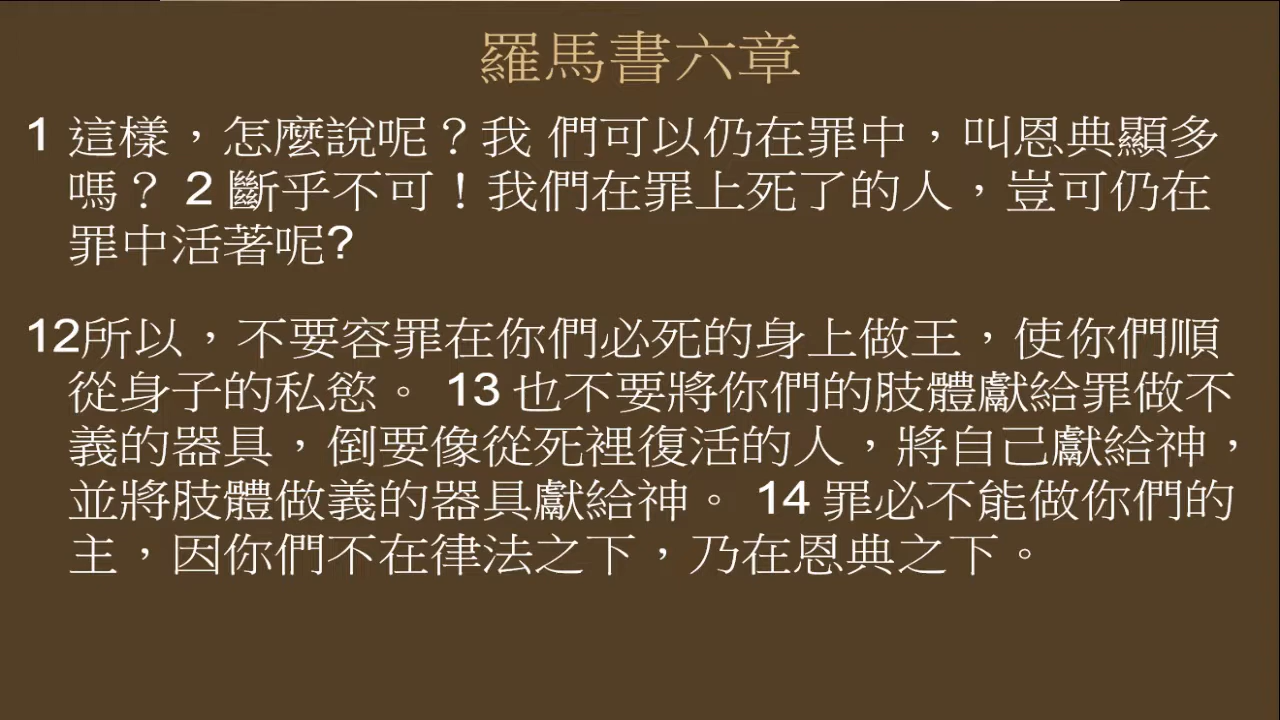 羅馬書六章
1 這樣，怎麼說呢？我 們可以仍在罪中，叫恩典顯多
嗎？ 2 斷乎不可！我們在罪上死了的人，豈可仍在
罪中活著呢?
12所以，不要容罪在你們必死的身上做王，使你們順
從身子的私慾。 13 也不要將你們的肢體獻給罪做不
義的器具，倒要像從死裡復活的人，將自己獻給神，
並將肢體做義的器具獻給神。 14 罪必不能做你們的
主，因你們不在律法之下，乃在恩典之下。